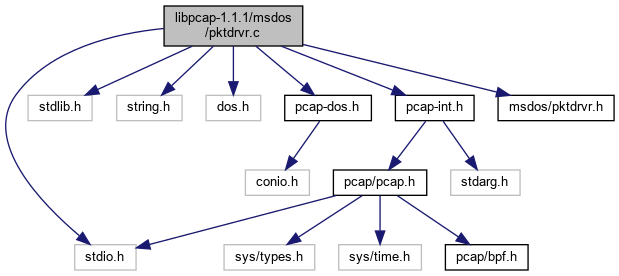 libpcap-1.1.1/msdos
/pktdrvr.c
stdlib.h
string.h
dos.h
pcap-dos.h
pcap-int.h
msdos/pktdrvr.h
conio.h
pcap/pcap.h
stdarg.h
stdio.h
sys/types.h
sys/time.h
pcap/bpf.h